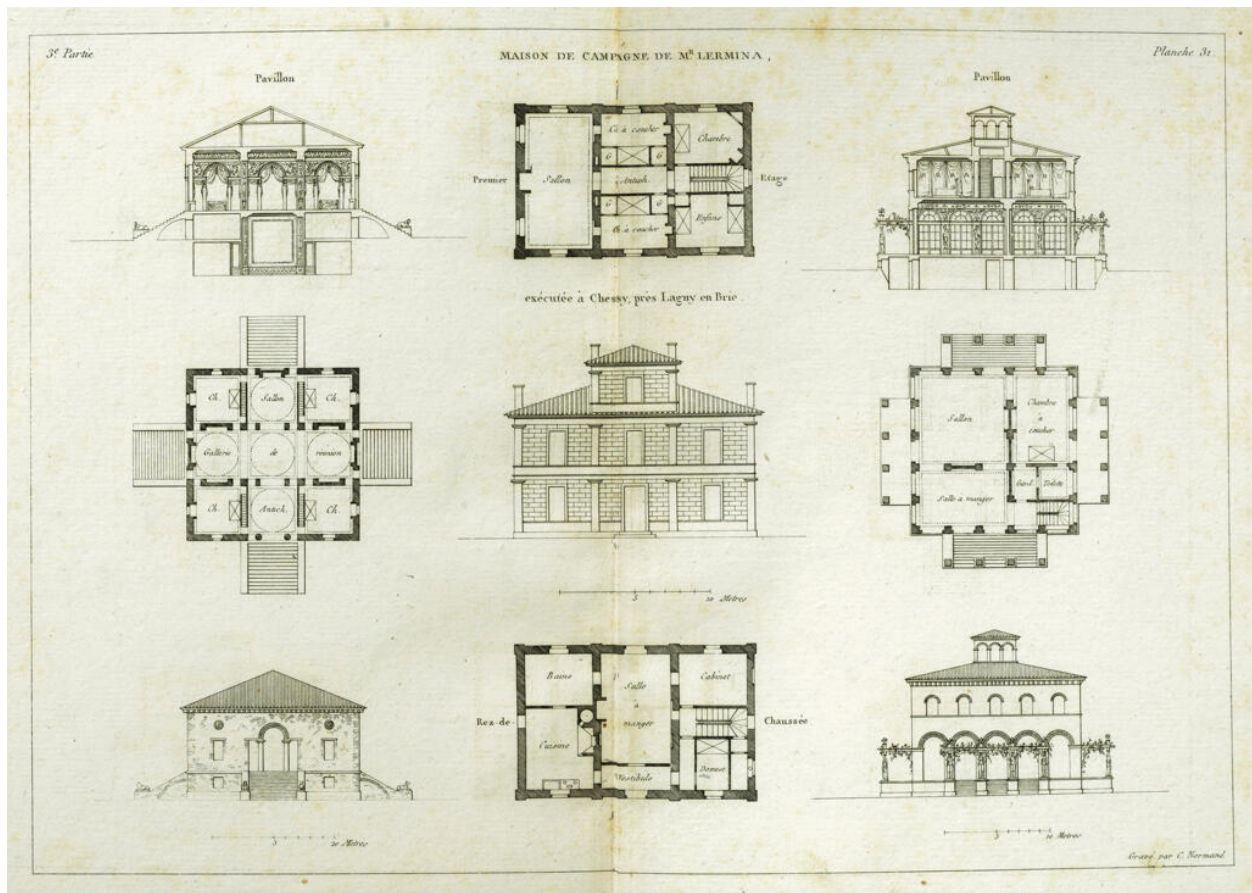 3e. Partie
MAISON DE CAMPAGNE DE MR. LERMINA,
Planche 31.
Pavillon
Pavillon
Premier
Etage
Ch à coucher
Chambre
G
G
Sallon
Antich.
G
G
Ch à coucher
Enfans
exécutée à Chessy, près Lagny en Brie.
Ch.
Sallon
Ch.
Gallerie
de
réunion
Ch.
Antich.
Ch.
Sallon
Chambre
à
coucher
Salle a manger
Toilete
5
10 Metres
Rez-de-
Chaussée
Bains
Salle
à
manger
Cabinet
Cuisine
Vestibule
Domest
5
10 Metres
5
10 Metres
Gravé par C. Normand